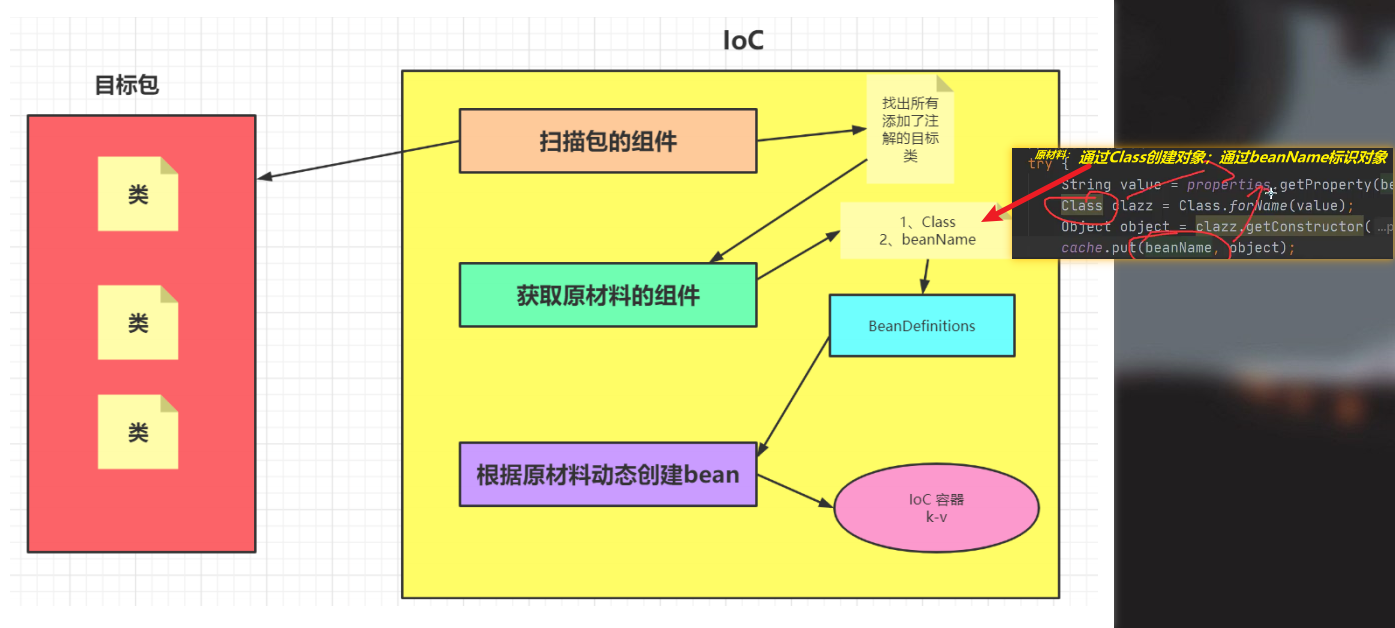 IoC
目标包
类
类
类
扫描包的组件
找出所有
添加了注
解的目标
类
1、Class
2、beanName
获取原材料的组件
BeanDefinitions
根据原材料动态创建bean
IoC 容器
k-v
原材料：通过Class创建对象；通过beanName标识对象
try {
String value = properties.getProperty(be
Class clazz = Class.forName(value);
Object object = clazz.getConstructor( …p
cache.put(beanName, object);